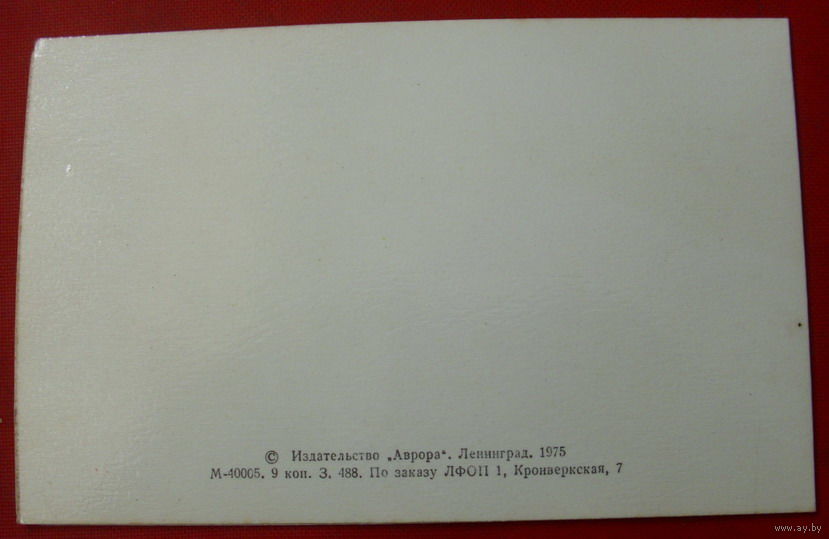 © Издательство „Аврора“. Ленинград. 1975
М-40005. 9 коп. З. 488. По заказу ЛФОП 1, Кронверкская, 7
www.ay.by